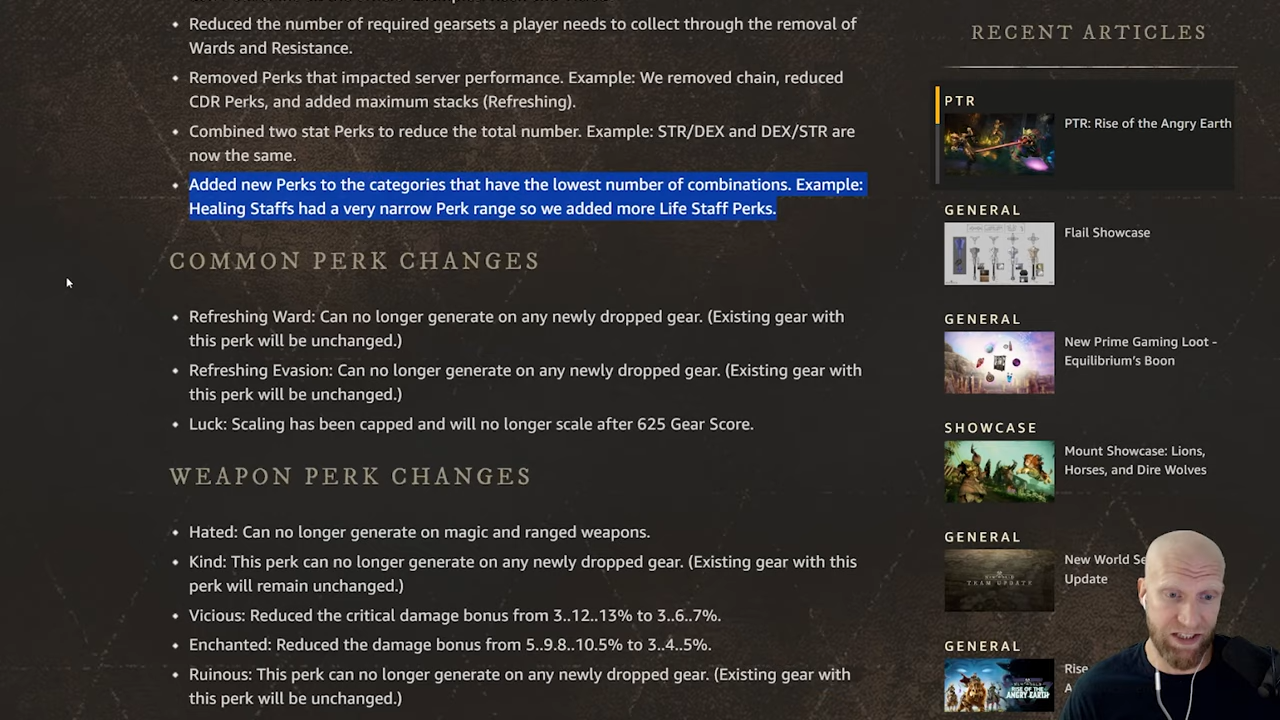 Reduced the number of required gearsets a player needs to collect through the removal of
Wards and Resistance.
Removed Perks that impacted server performance. Example: We removed chain, reduced
CDR Perks, and added maximum stacks (Refreshing).
Combined two stat Perks to reduce the total number. Example: STR/DEX and DEX/STR are
now the same.
Added new Perks to the categories that have the lowest number of combinations. Example:
Healing Staffs had a very narrow Perk range so we added more Life Staff Perks.
COMMON PERK CHANGES
Refreshing Ward: Can no longer generate on any newly dropped gear. (Existing gear with
this perk will be unchanged.)
Refreshing Evasion: Can no longer generate on any newly dropped gear. (Existing gear with
this perk will be unchanged.)
Luck: Scaling has been capped and will no longer scale after 625 Gear Score.
WEAPON PERK CHANGES
Hated: Can no longer generate on magic and ranged weapons.
Kind: This perk can no longer generate on any newly dropped gear. (Existing gear with this
perk will remain unchanged.)
Vicious: Reduced the critical damage bonus from 3..12..13% to 3..6..7%.
Enchanted: Reduced the damage bonus from 5..9.8..10.5% to 3..4..5%.
Ruinous: This perk can no longer generate on any newly dropped gear. (Existing gear with
this perk will be unchanged.)
RECENT ARTICLES
PTR
PTR: Rise of the Angry Earth
GENERAL
Flail Showcase
GENERAL
New Prime Gaming Loot -
Equilibrium's Boon
SHOWCASE
Mount Showcase: Lions,
Horses, and Dire Wolves
GENERAL
New World
Update
TEAM UPDATE
GENERAL
RISE OF THE
ANGRY EARTH